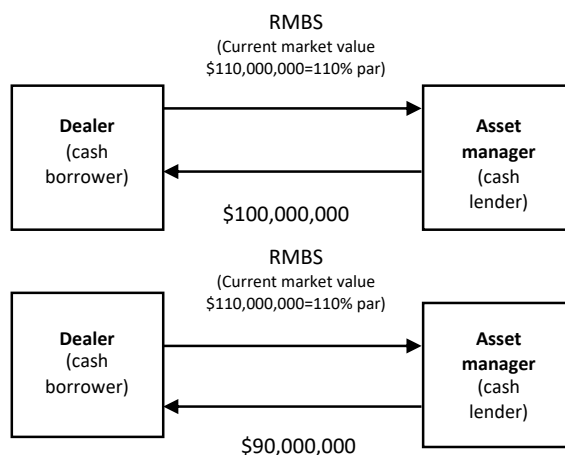 RMBS
(Current market value
$110,000,000=110% par)
Dealer
(cash
borrower)
Asset
manager
(cash
lender)
$100,000,000
RMBS
(Current market value
$110,000,000=110% par)
Dealer
(cash
borrower)
Asset
manager
(cash
lender)
$90,000,000